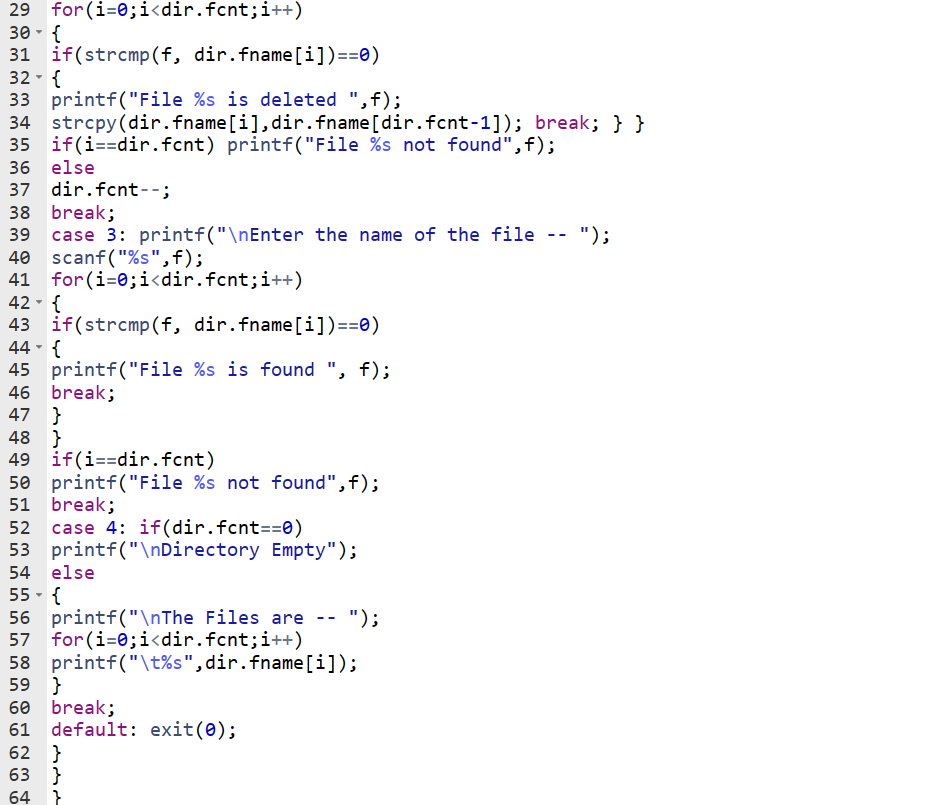 29 for(i=0;i<dir.fcnt;i++)
30 {
31 if(strcmp(f, dir.fname[i])==0)
32 {
33 printf("File %s is deleted ",f);
34 strcpy(dir.fname[i],dir.fname[dir.fcnt-1]); break; } }
35 if(i==dir.fcnt) printf("File %s not found",f);
36 else
37 dir.fcnt--;
38 break;
39 case 3: printf("\nEnter the name of the file -- ");
40 scanf("%s",f);
41 for(i=0;i<dir.fcnt;i++)
42 {
43 if(strcmp(f, dir.fname[i])==0)
44 {
45 printf("File %s is found ", f);
46 break;
47 }
48 }
49 if(i==dir.fcnt)
50 printf("File %s not found",f);
51 break;
52 case 4: if(dir.fcnt==0)
53 printf("\nDirectory Empty");
54 else
55 {
56 printf("\nThe Files are -- ");
57 for(i=0;i<dir.fcnt;i++)
58 printf("\t%s",dir.fname[i]);
59 }
60 break;
61 default: exit(0);
62 }
63 }
64 }